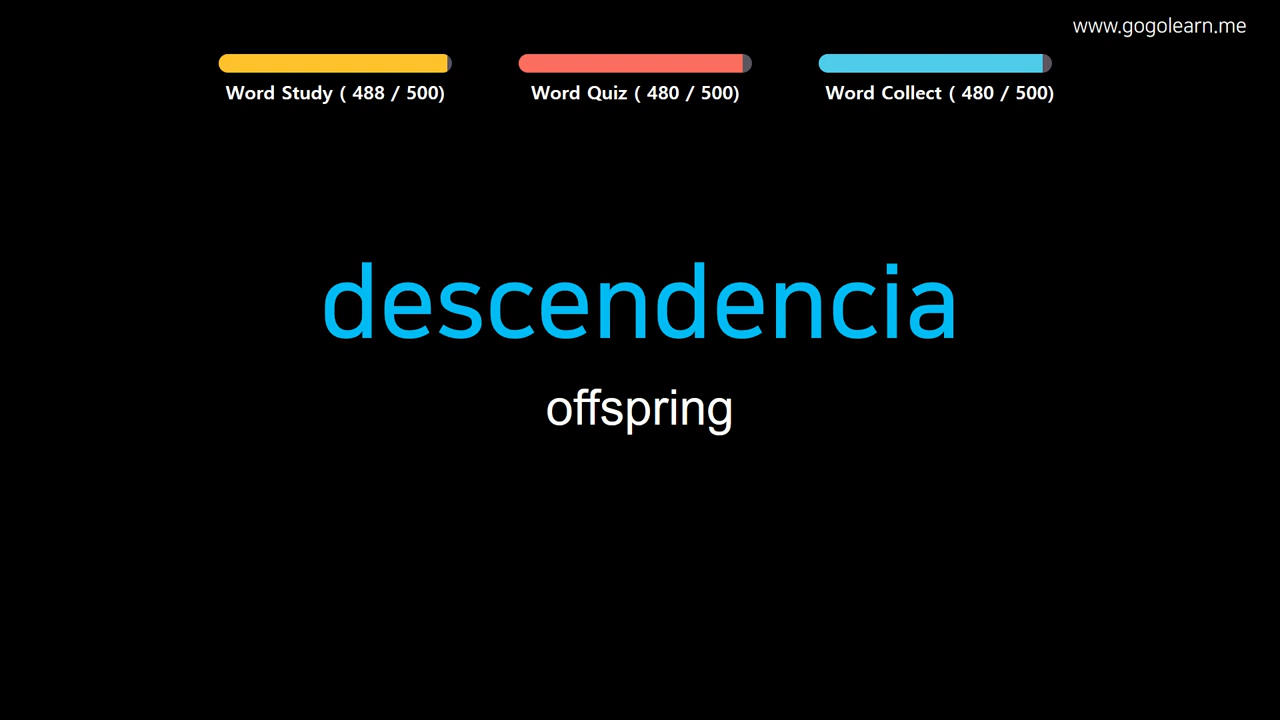 www.gogolearn.me
Word Study ( 488 / 500)
Word Quiz ( 480 / 500)
Word Collect ( 480 / 500)
descendencia
offspring